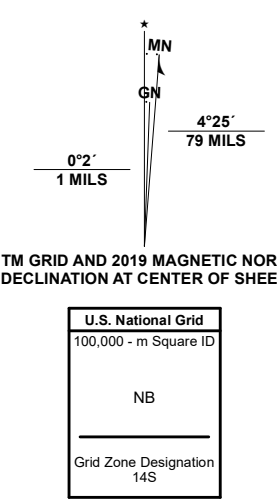 ★
MN
GN
4°25´
79 MILS
0°2´
1 MILS
TM GRID AND 2019 MAGNETIC NOR
DECLINATION AT CENTER OF SHEE
U.S. National Grid
100,000 - m Square ID
NB
Grid Zone Designation
14S